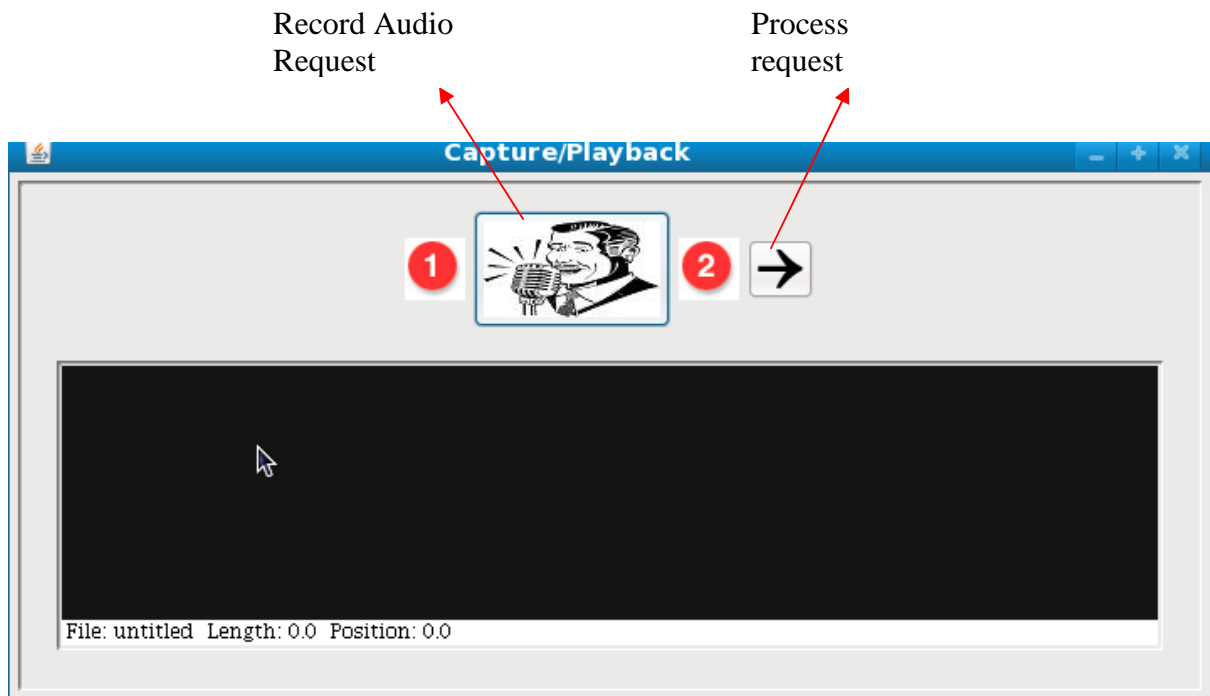 Record Audio
Request
Process
request
Capture/Playback
1
2
File: untitled Length: 0.0 Position: 0.0